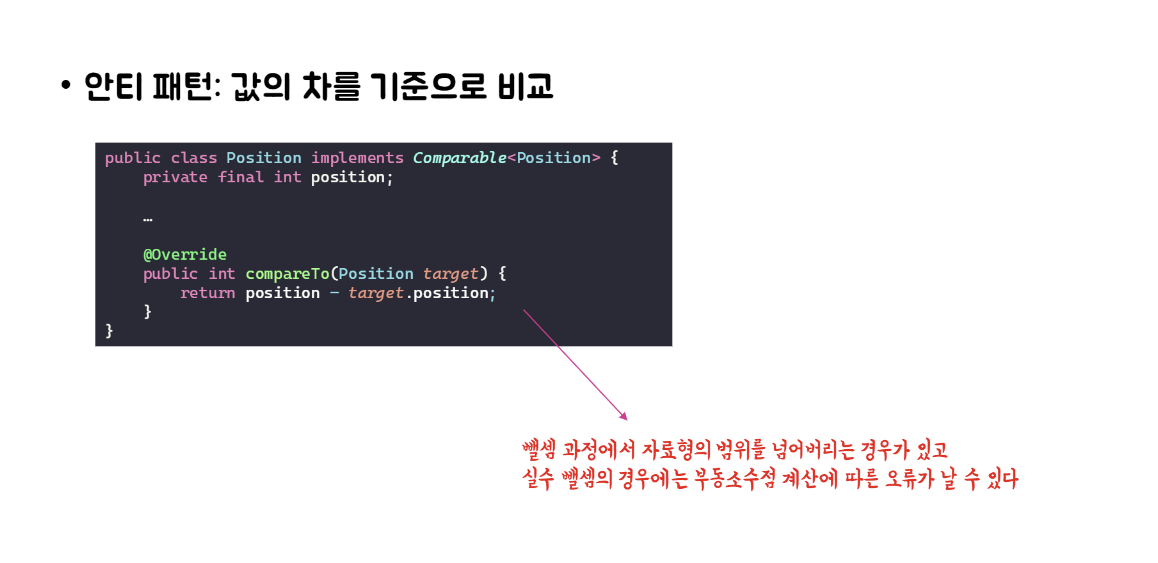 • 안티 패턴: 값의 차를 기준으로 비교
public class Position implements Comparable<Position> {
    private final int position;
    …
    @Override
    public int compareTo(Position target) {
        return position - target.position;
    }
}
뺄셈 과정에서 자료형의 범위를 넘어버리는 경우가 있고
실수 뺄셈의 경우에는 부동소수점 계산에 따른 오류가 날 수 있다